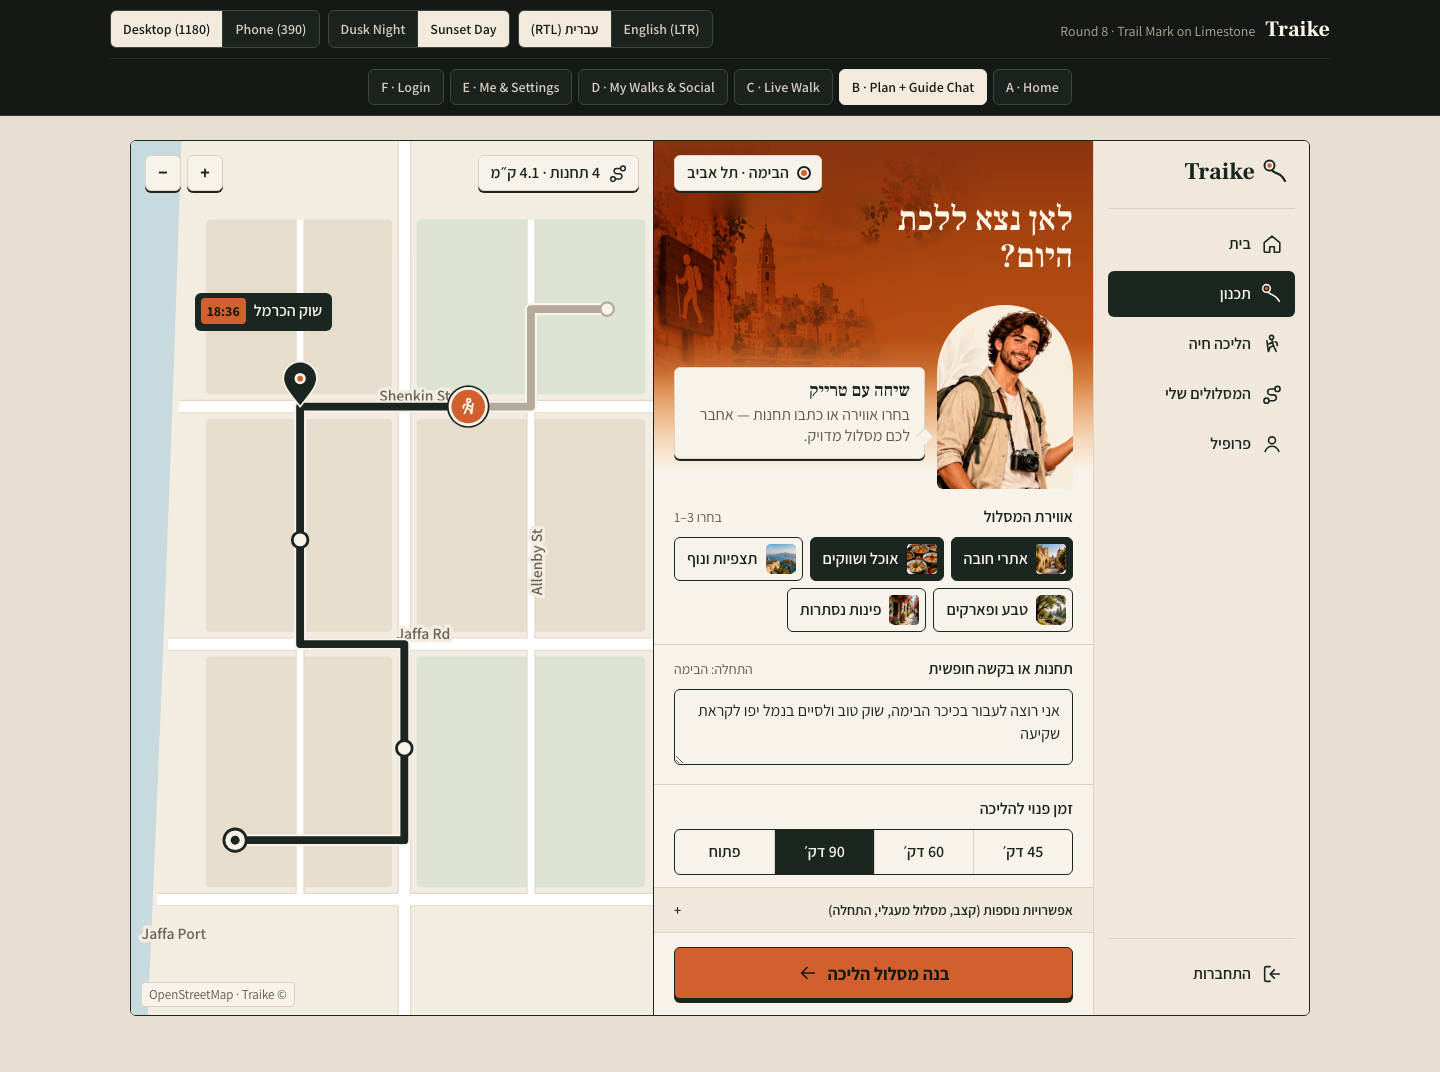 Traike
Round 8 · Trail Mark on Limestone
English (LTR)
עברית (RTL)
Sunset Day
Dusk Night
Phone (390)
Desktop (1180)
A · Home
B · Plan + Guide Chat
C · Live Walk
D · My Walks & Social
E · Me & Settings
F · Login
Traike
בית
תכנון
הליכה חיה
המסלולים שלי
פרופיל
התחברות
הבימה · תל אביב
לאן נצא ללכת
היום?
שיחה עם טרייק
בחרו אווירה או כתבו תחנות — אחבר
לכם מסלול מדויק.
אווירת המסלול
בחרו 1–3
אתרי חובה
אוכל ושווקים
תצפיות ונוף
טבע ופארקים
פינות נסתרות
תחנות או בקשה חופשית
התחלה: הבימה
אני רוצה לעבור בכיכר הבימה, שוק טוב ולסיים בנמל יפו לקראת
שקיעה
זמן פנוי להליכה
45 דק׳
60 דק׳
90 דק׳
פתוח
אפשרויות נוספות (קצב, מסלול מעגלי, התחלה)
+
בנה מסלול הליכה ←
4 תחנות · 4.1 ק״מ
+
−
שוק הכרמל
18:36
Shenkin St
Allenby St
Jaffa Rd
Jaffa Port
OpenStreetMap · Traike ©